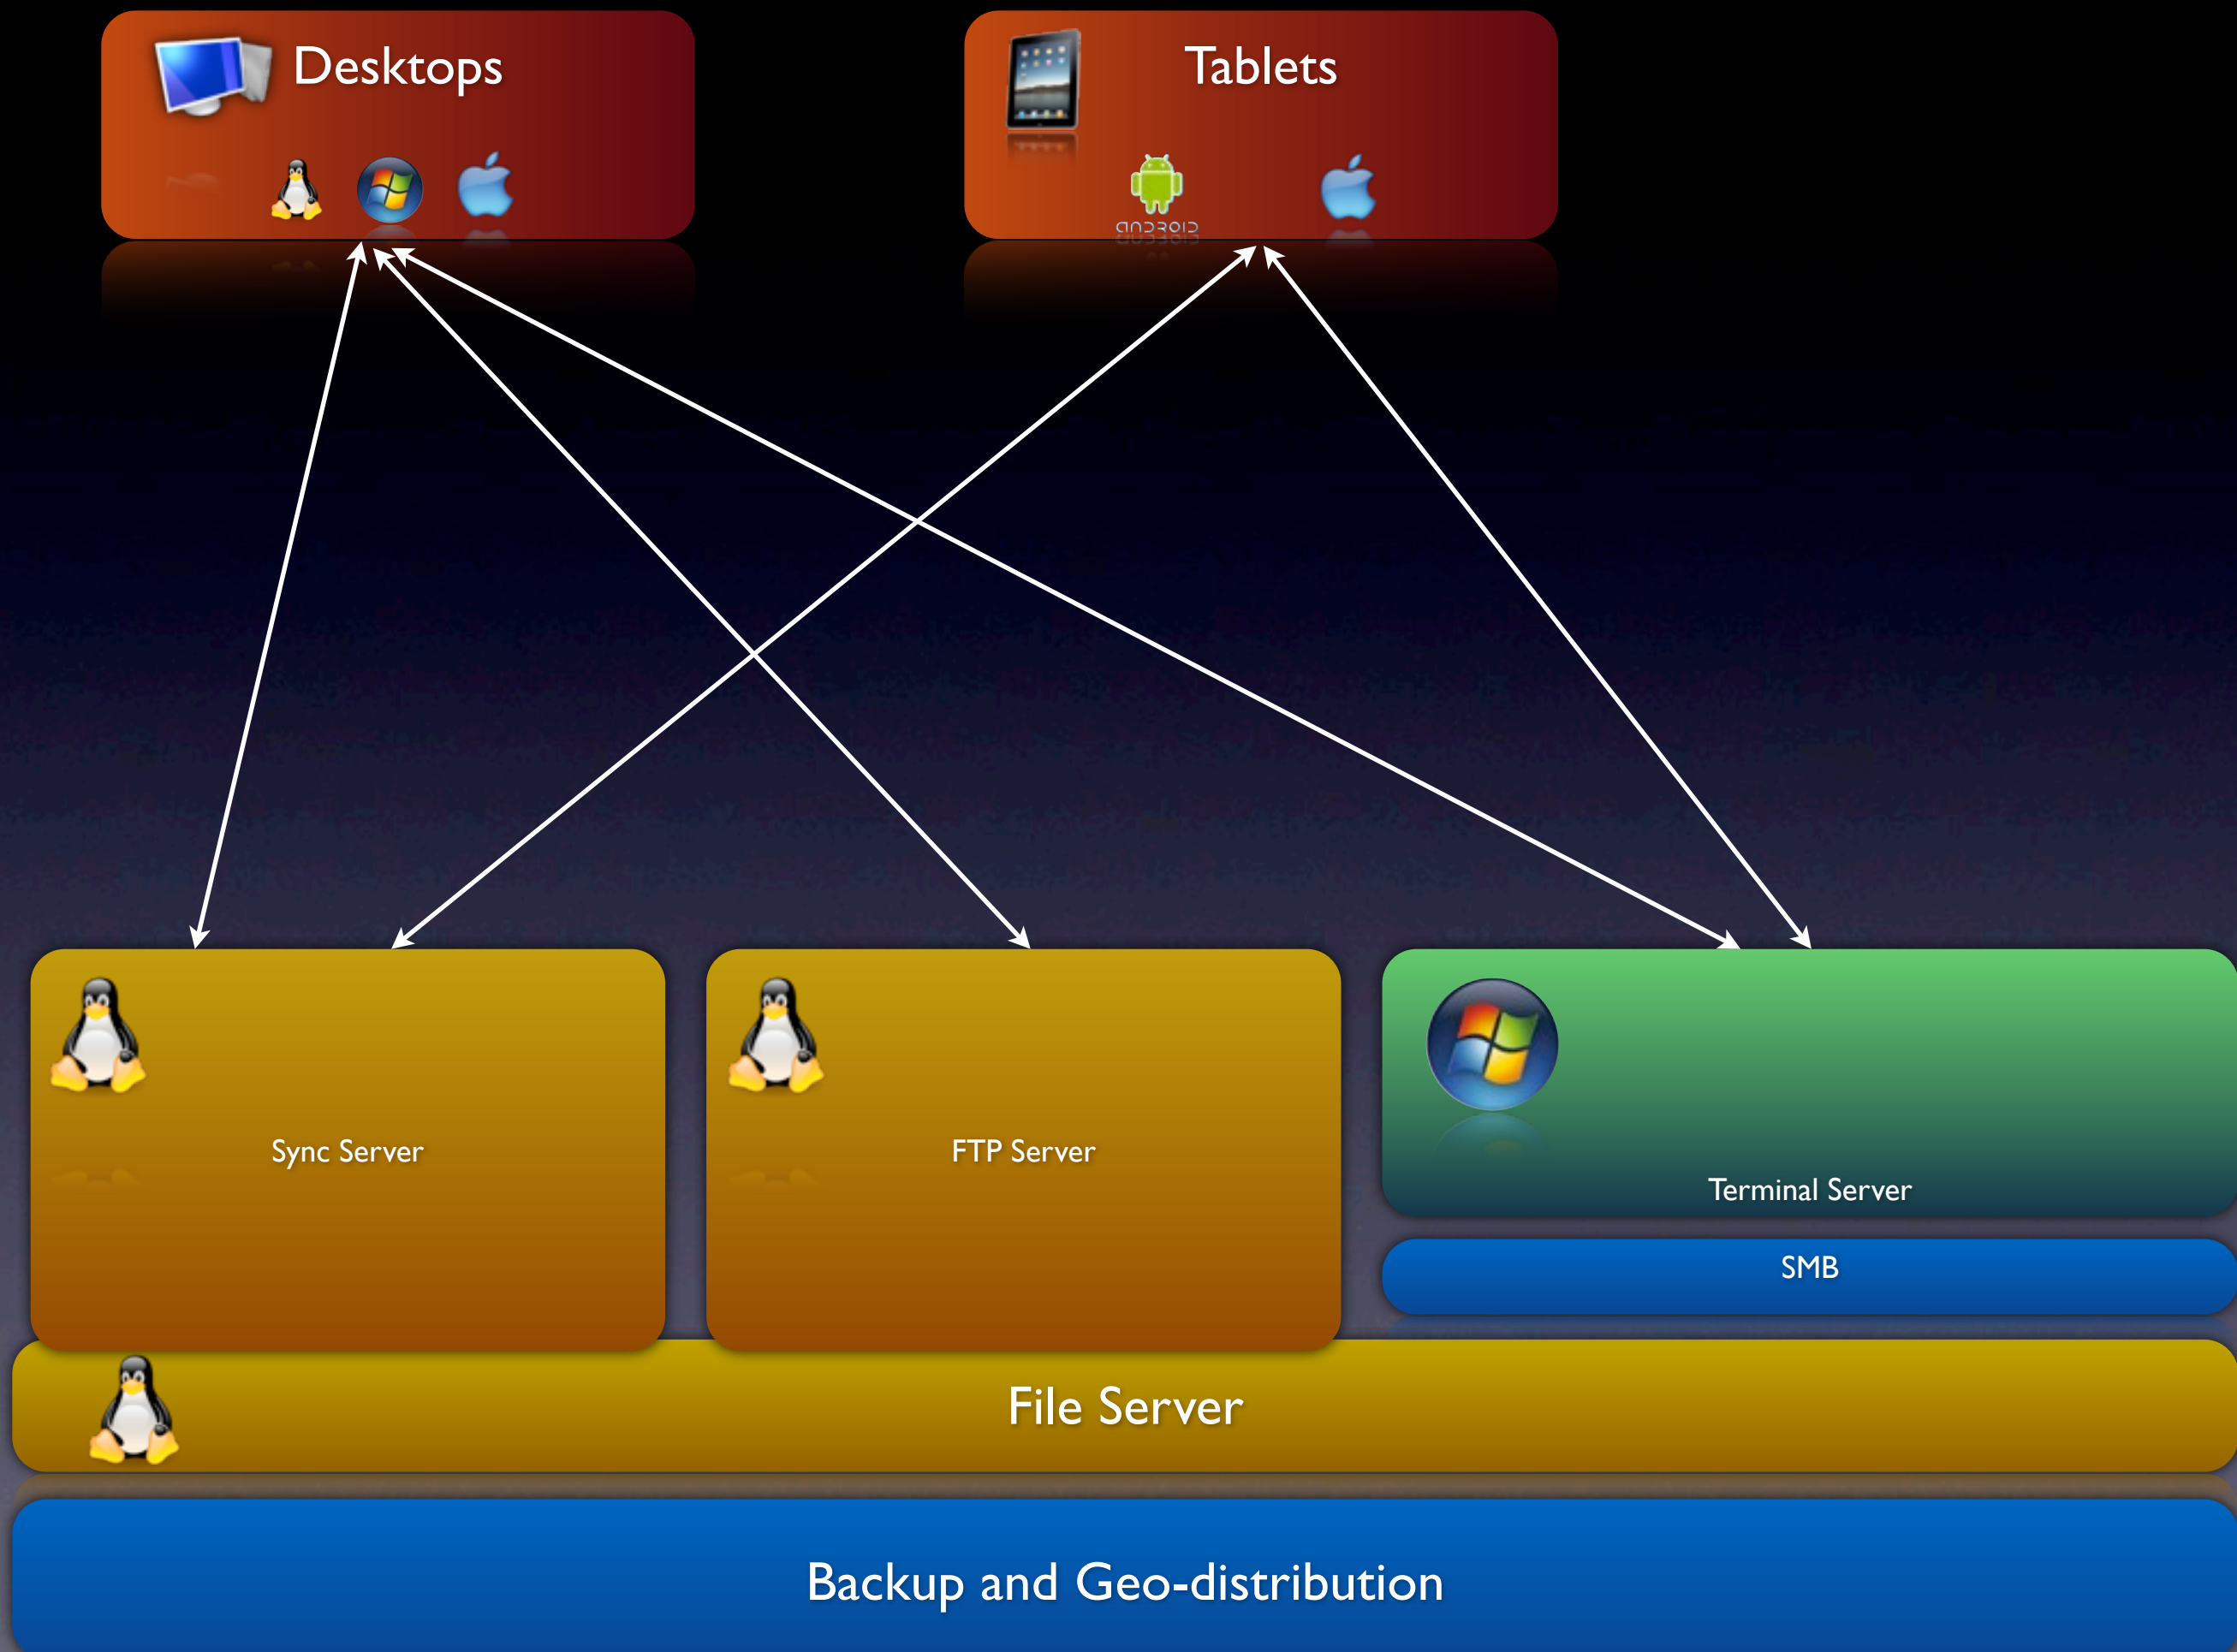 Desktops
Tablets
ANDROID
Sync Server
FTP Server
Terminal Server
SMB
File Server
Backup and Geo-distribution